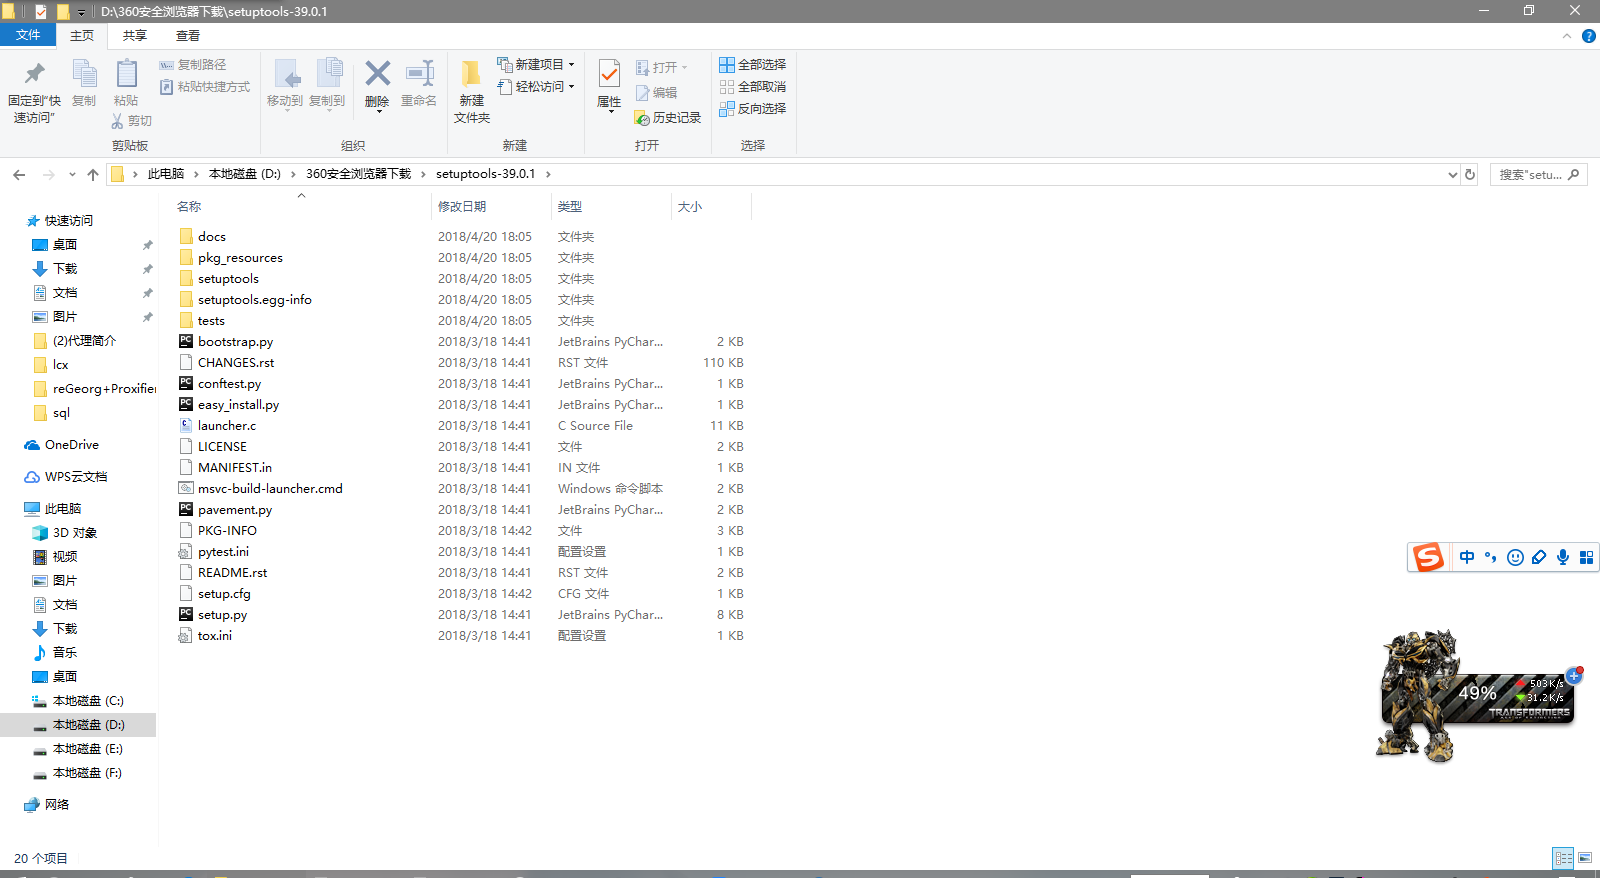 D:\360安全浏览器下载\setuptools-39.0.1
文件 主页 共享 查看
固定到"快速访问"
复制
粘贴
复制路径
粘贴快捷方式
剪切
剪贴板
移动到 复制到 删除 重命名
组织
新建文件夹
新建项目
轻松访问
新建
属性
打开
编辑
历史记录
打开
全部选择
全部取消
反向选择
选择
此电脑 › 本地磁盘 (D:) › 360安全浏览器下载 › setuptools-39.0.1 ›
搜索"setu...
快速访问
桌面
下载
文档
图片
(2)代理简介
lcx
reGeorg+Proxifier
sql
OneDrive
WPS云文档
此电脑
3D 对象
视频
图片
文档
下载
音乐
桌面
本地磁盘 (C:)
本地磁盘 (D:)
本地磁盘 (E:)
本地磁盘 (F:)
网络
名称 修改日期 类型 大小
docs 2018/4/20 18:05 文件夹
pkg_resources 2018/4/20 18:05 文件夹
setuptools 2018/4/20 18:05 文件夹
setuptools.egg-info 2018/4/20 18:05 文件夹
tests 2018/4/20 18:05 文件夹
bootstrap.py 2018/3/18 14:41 JetBrains PyChar... 2 KB
CHANGES.rst 2018/3/18 14:41 RST 文件 110 KB
conftest.py 2018/3/18 14:41 JetBrains PyChar... 1 KB
easy_install.py 2018/3/18 14:41 JetBrains PyChar... 1 KB
launcher.c 2018/3/18 14:41 C Source File 11 KB
LICENSE 2018/3/18 14:41 文件 2 KB
MANIFEST.in 2018/3/18 14:41 IN 文件 1 KB
msvc-build-launcher.cmd 2018/3/18 14:41 Windows 命令脚本 2 KB
pavement.py 2018/3/18 14:41 JetBrains PyChar... 2 KB
PKG-INFO 2018/3/18 14:42 文件 3 KB
pytest.ini 2018/3/18 14:41 配置设置 1 KB
README.rst 2018/3/18 14:41 RST 文件 2 KB
setup.cfg 2018/3/18 14:42 CFG 文件 1 KB
setup.py 2018/3/18 14:41 JetBrains PyChar... 8 KB
tox.ini 2018/3/18 14:41 配置设置 1 KB
中
49%
503K/s
31.2K/s
TRANSFORMERS
20 个项目